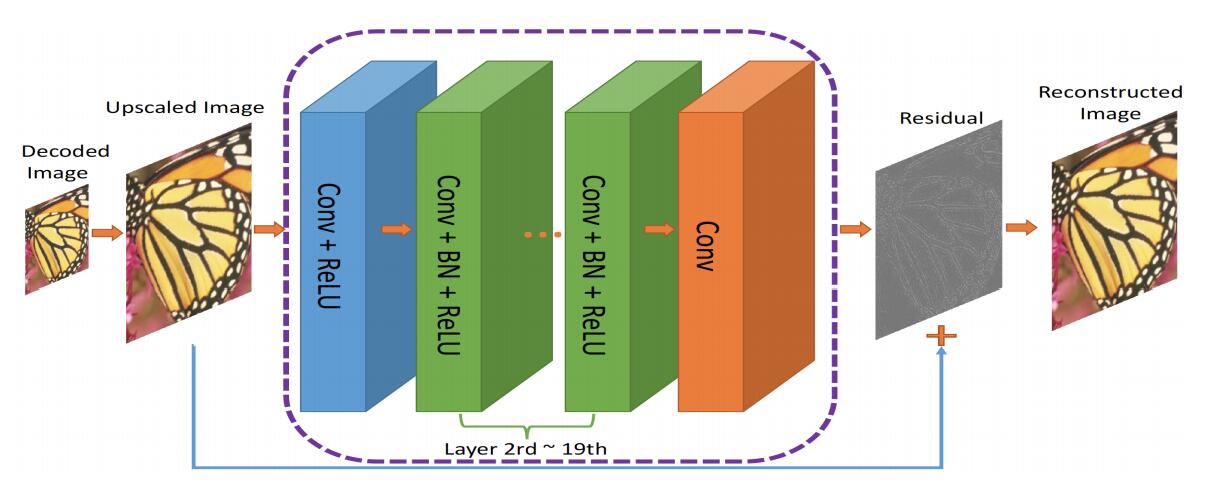 Decoded
Image
Upscaled Image
Conv + ReLU
Conv + BN + ReLU
Conv + BN + ReLU
Conv
Layer 2rd ~ 19th
Residual
+
Reconstructed
Image